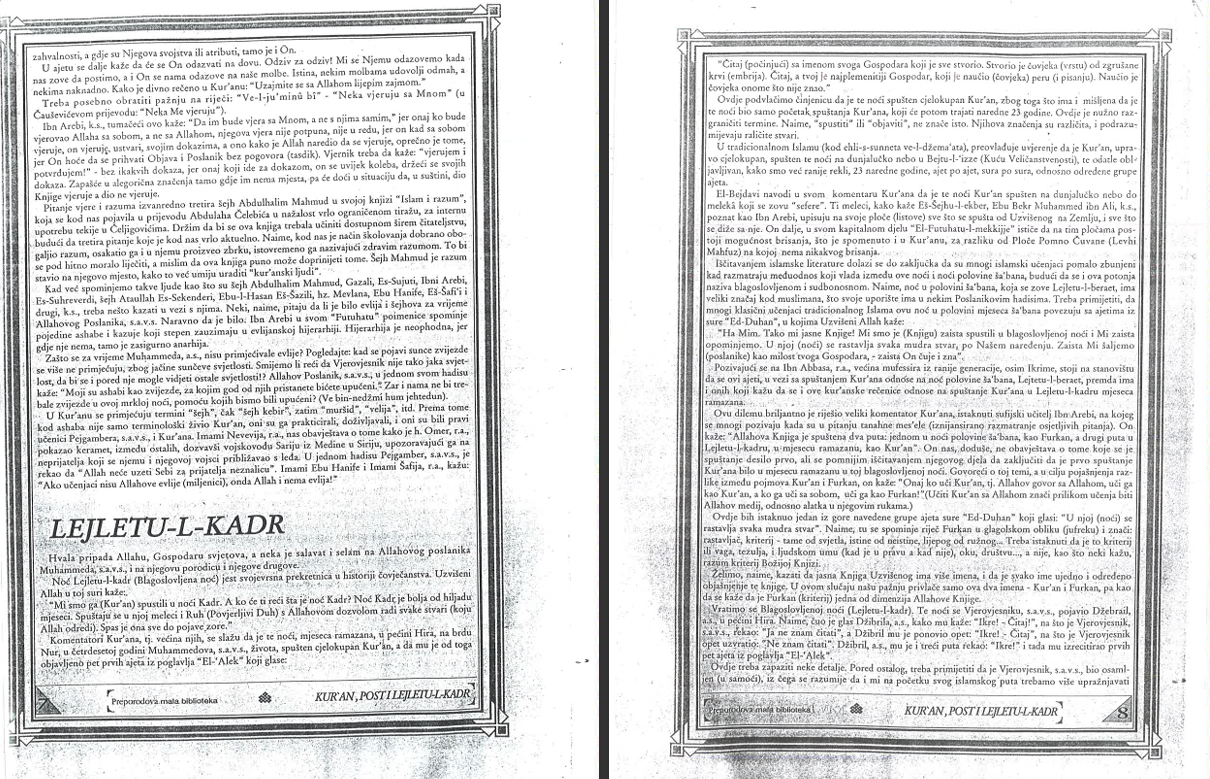 zahvalnosti, a gdje su Njegova svojstva ili atributi, tamo je i On.
U ajetu se dalje kaže da će se On odazvati na dovu. Odziv za odziv! Mi se Njemu odazovemo kada
nas zove da postimo, a i On se nama odazove na naše molbe. Istina, nekim molbama udovolji odmah, a
nekima naknadno. Kako je divno rečeno u Kur'anu: "Uzajmite se sa Allahom lijepim zajmom."
Treba posebno obratiti pažnju na riječi: "Ve-l-ju'minū bī" - "Neka vjeruju sa Mnom" (u
Čauševićevom prijevodu: "Neka Me vjeruju").
Ibn Arebi, k.s., tumačeći ovo kaže: "Da im bude vjera sa Mnom, a ne s njima samim," jer onaj ko bude
vjerovao Allaha sa sobom, a ne sa Allahom, njegova vjera nije potpuna, nije u redu, jer on kad sa sobom
vjeruje, on vjeruje, ustvari, svojim dokazima, a ono kako je Allah naredio da se vjeruje, oprečno je tome,
jer On hoće da se prihvati Objava i Poslanik bez pogovora (tasdik). Vjernik treba da kaže: "vjerujem i
potvrdujem!" - bez ikakvih dokaza, jer onaj koji ide za dokazom, on se uvijek koleba, držeći se svojih
dokaza. Zapašće u alegorična značenja tamo gdje im nema mjesta, pa će doći u situaciju da, u suštini, dio
Knjige vjeruje a dio ne vjeruje.
Pitanje vjere i razuma izvanredno tretira šejh Abdulhalim Mahmud u svojoj knjizi "Islam i razum",
koja se kod nas pojavila u prijevodu Abdulaha Čelebića u nažalost vrlo ograničenom tiražu, za internu
upotrebu tekije u Čeljigovićima. Držim da bi se ova knjiga trebala učiniti dostupnom širem čitateljstvu,
budući da tretira pitanje koje je kod nas vrlo aktuelno. Naime, kod nas je način školovanja dobrano obo-
galjio razum, osakatio ga i u njemu proizveo zbrku, istovremeno ga nazivajući zdravim razumom. To bi
se pod hitno moralo liječiti, a mislim da ova knjiga puno može doprinijeti tome. Šejh Mahmud je razum
stavio na njegovo mjesto, kako to već umiju uraditi "kur'anski ljudi".
Kad već spominjemo takve ljude kao što su šejh Abdulhalim Mahmud, Gazali, Es-Sujuti, Ibni Arebi,
Es-Suhreverdi, šejh Ataullah Es-Sekenderi, Ebu-l-Hasan Eš-Šazili, hz. Mevlana, Ebu Hanife, Eš-Šafi'i i
drugi, k.s., treba nešto kazati u vezi s njima. Neki, naime, pitaju da li je bilo evlija i šejhova za vrijeme
Allahovog Poslanika, s.a.v.s. Naravno da je bilo. Ibn Arebi u svom "Futuhatu" poimenice spominje
pojedine ashabe i kazuje koji stepen zauzimaju u evlijanskoj hijerarhiji. Hijerarhija je neophodna, jer
gdje nje nema, tamo je zasigurno anarhija.
Zašto se za vrijeme Muhammeda, a.s., nisu primjećivale evlije? Pogledajte: kad se pojavi sunce zvijezde
se više ne primjećuju, zbog jačine sunčeve svjetlosti. Smijemo li reći da Vjerovjesnik nije tako jaka svjet-
lost, da bi se i pored nje mogle vidjeti ostale svjetlosti? Allahov Poslanik, s.a.v.s., u jednom svom hadisu
kaže: "Moji su ashabi kao zvijezde, za kojim god od njih pristanete bićete upućeni." Zar i nama ne bi tre-
bale zvijezde u ovoj mrkloj noći, pomoću kojih bismo bili upućeni? (Ve bin-nedžmi hum jehtedun).
U Kur'anu se primjećuju termini "šejh", čak "šejh kebir", zatim "muršid", "velija", itd. Prema tome
kod ashaba nije samo terminološki živio Kur'an, oni su ga prakticirali, doživljavali, i oni su bili pravi
učenici Pejgambera, s.a.v.s., i Kur'ana. Imami Nevevija, r.a., nas obavještava o tome kako je h. Omer, r.a.,
pokazao keramet, između ostalih, dozvavši vojskovođu Sariju iz Medine u Siriju, upozoravajući ga na
neprijatelja koji se njemu i njegovoj vojsci približavao s leđa. U jednom hadisu Pejgamber, s.a.v.s., je
rekao da "Allah neće uzeti Sebi za prijatelja neznalicu". Imami Ebu Hanife i Imami Šafija, r.a., kažu:
"Ako učenjaci nisu Allahove evlije (miljenici), onda Allah i nema evlija!"
LEJLETU-L-KADR
Hvala pripada Allahu, Gospodaru svjetova, a neka je salavat i selam na Allahovog poslanika
Muhammeda, s.a.v.s., i na njegovu porodicu i njegove drugove.
Noć Lejletu-l-kadr (Blagoslovljena noć) jest svojevrsna prekretnica u historiji čovječanstva. Uzvišeni
Allah u toj suri kaže:
"Mi smo ga (Kur'an) spustili u noći Kadr. A ko će ti reći šta je noć Kadr? Noć Kadr je bolja od hiljadu
mjeseci. Spuštaju se u njoj meleci i Ruh (Povjerljivi Duh) s Allahovom dozvolom radi svake stvari (koju
Allah odredi). Spas je ona sve do pojave zore."
Komentatori Kur'ana, tj. većina njih, se slažu da je te noći, mjeseca ramazana, u pećini Hira, na brdu
Nur, u četrdesetoj godini Muhammedova, s.a.v.s., života, spušten cjelokupan Kur'an, a da mu je od toga
objavljeno pet prvih ajeta iz poglavlja "El-'Alek" koji glase:
Preporodova mala biblioteka
KUR'AN, POST I LEJLETU-L-KADR
"Čitaj (počinjući) sa imenom svoga Gospodara koji je sve stvorio. Stvorio je čovjeka (vrstu) od zgrušane
krvi (embrija). Čitaj, a tvoj je najplemenitiji Gospodar, koji je naučio (čovjeka) peru (i pisanju). Naučio je
čovjeka onome što nije znao."
Ovdje podvlačimo činjenicu da je te noći spušten cjelokupan Kur'an, zbog toga što ima i mišljena da je
te noći bio samo početak spuštanja Kur'ana, koji će potom trajati naredne 23 godine. Ovdje je nužno raz-
graničiti termine. Naime, "spustiti" ili "objaviti", ne znače isto. Njihova značenja su različita, i podrazu-
mijevaju različite stvari.
U tradicionalnom Islamu (kod ehli-s-sunneta ve-l-džema'ata), preovlađuje uvjerenje da je Kur'an, upra-
vo cjelokupan, spušten te noći na dunjalučko nebo u Bejtu-l-'izze (Kuću Veličanstvenosti), da bi se obl-
javljivan, kako smo već ranije rekli, 23 naredne godine, ajet po ajet, sura po sura, odnosno određene grupe
ajeta.
El-Bejdavi navodi u svom komentaru Kur'ana da je te noći Kur'an spušten na dunjalučko nebo do
melekā koji se zovu "sefere". Ti meleci, kako kaže Eš-Šejhu-l-ekber, Ebu Bekr Muhammed ibn Ali, k.s.,
poznat kao Ibn Arebi, upisuju na svoje ploče (listove) sve što se spušta od Uzvišenog na Zemlju, i sve što
se diže sa nje. On dalje, u svom poznatom djelu "El-Futuhatu-l-mekkijje" ističe da na tim pločama pos-
toji mogućnost brisanja, što je spomenuto i u Kur'anu, za razliku od Ploče Pomno Čuvane (Levhi
Mahfuz) na kojoj nema nikakvog brisanja.
Iščitavanjem islamske literature dolazi se do zaključka da su mnogi islamski učenjaci pomalo zbunjeni
kad razmatraju međuodnos koji vlada između ove noći i noći polovine ša'bana, budući da se i ova potonja
naziva blagoslovljenom i sudbonosnom. Naime, noć polovine ša'bana, koja se zove Lejletu-l-beraet, ima
veliki značaj kod muslimana, što ove upornte ima u nekim Poslanikovim hadisima. Treba reći i to da
mnogi klasični učenjaci tradicionalnog Islama ovu noć polovine mjeseca ša'bana povezuju sa ajetima iz
sure "Ed-Duhan", u kojima Uzvišeni Allah kaže:
"Ha-Mim. Tako mi jasne Knjige! Mi smo je (Knjigu) zaista spustili u blagoslovljenoj noći i Mi zaista
opominjemo. U njoj (noći) se rastavlja svaka mudra stvar, po Našem naređenju. Zaista Mi šaljemo
(poslanike) kao milost tvoga Gospodara, - zaista On čuje i zna".
Pozivajući se na Ibn Abbasa, r.a., većina mufessira iz ranije generacije, osim Ikrime, stoji na stanovištu
da se ovi ajeti, u vezi sa spuštanjem Kur'ana odnose na noć polovine ša'bana, Lejletu-l-beraet, premda ima
i onih koji kažu da se i ove kur'anske rečenice odnose na spuštanje Kur'ana u Lejletu-l-kadru mjeseca
ramazana.
Ovu dilemu briljantno je riješio veliki komentator Kur'ana, istaknuti sufijski učitelj Ibn Arebi, na kojeg
se mnogi pozivaju kada su u pitanju tanahne mes'ele (iznijansirano razmatranje osjetljivih pitanja). On
kaže: "Allahova Knjiga je spuštena dva puta: jednom u noći polovine ša'bana, kao Furkan, a drugi puta u
Lejletu-l-kadru, u mjesecu ramazanu, kao Kur'an". On nas, doduše, ne obavještava o tome koje se je
spuštanje desilo prvo, ali se pomnijim iščitavanjem njegovog djela da zaključiti da je prvo spuštanje
Kur'ana bilo u mjesecu ramazanu u toj blagoslovljenoj noći. Govoreći o toj temi, a u cilju pojašnjenja raz-
like između pojmova Kur'an i Furkan, on kaže: "Onaj ko uči Kur'an, tj. Allahov govor sa Allahom, uči ga
kao Kur'an, a ko ga uči sa sobom, uči ga kao Furkan!"(Učiti Kur'an sa Allahom znači prilikom učenja biti
Allahov medij, odnosno alatka u njegovim rukama.)
Ovdje bih istaknuo jedan iz gore navedene grupe ajeta sure "Ed-Duhan" koji glasi: "U njoj (noći) se
rastavlja svaka mudra stvar". Naime, tu se spominje riječ Furkan u glagolskom obliku (jufreku) i znači:
rastavljač, kriterij - tame od svjetla, istine od neistine, lijepog od ružnog... Treba istaknuti da je to kriterij
ili vaga, težulja, i ljudskom umu (kad je u pravu a kad nije), oku, društvu..., a nije, kao što neki kažu,
razum kriterij Božijoj Knjizi.
Želimo, naime, kazati da jasna Knjiga Uzvišenog ima više imena, i da je svako ime ujedno i određeno
objašnjenje te knjige. U ovom slučaju našu pažnju privlače samo ova dva imena - Kur'an i Furkan, pa kao
da se kaže da je Furkan (kriterij) jedna od dimenzija Allahove Knjige.
Vratimo se Blagoslovljenoj noći (Lejletu-l-kadr). Te noći se Vjerovjesniku, s.a.v.s., pojavio Džebrail,
a.s., u pećini Hira. Naime, čuo je glas Džibrila, a.s., kako mu kaže: "Ikre! - Čitaj!", na što je Vjerovjesnik,
s.a.v.s., rekao: "Ja ne znam čitati", a Džibril mu je ponovio opet: "Ikre! - Čitaj", na što je Vjerovjesnik
opet uzvratio: "Ne znam čitati". Džibril, a.s., mu je i treći puta rekao: "Ikre!" i tada mu izrecitirao prvih
pet ajeta iz poglavlja "El-'Alek".
Ovdje treba zapaziti neke detalje. Pored ostalog, treba primijetiti da je Vjerovjesnik, s.a.v.s., bio osaml-
jen (u samoći), iz čega se razumije da i mi na početku svog islamskog puta trebamo više upražnjavati
Preporodova mala biblioteka
KUR'AN, POST I LEJLETU-L-KADR